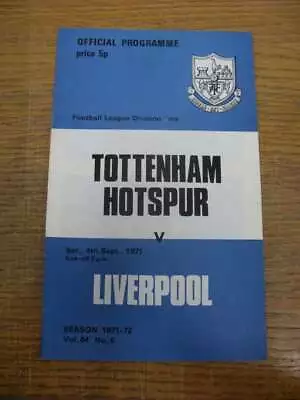 OFFICIAL PROGRAMME
price 5p
Football League Division
TOTTENHAM
HOTSPUR
v
Sat., 4th Sept., 1971
LIVERPOOL
SEASON 1971-72
Vol. 64 No. 6